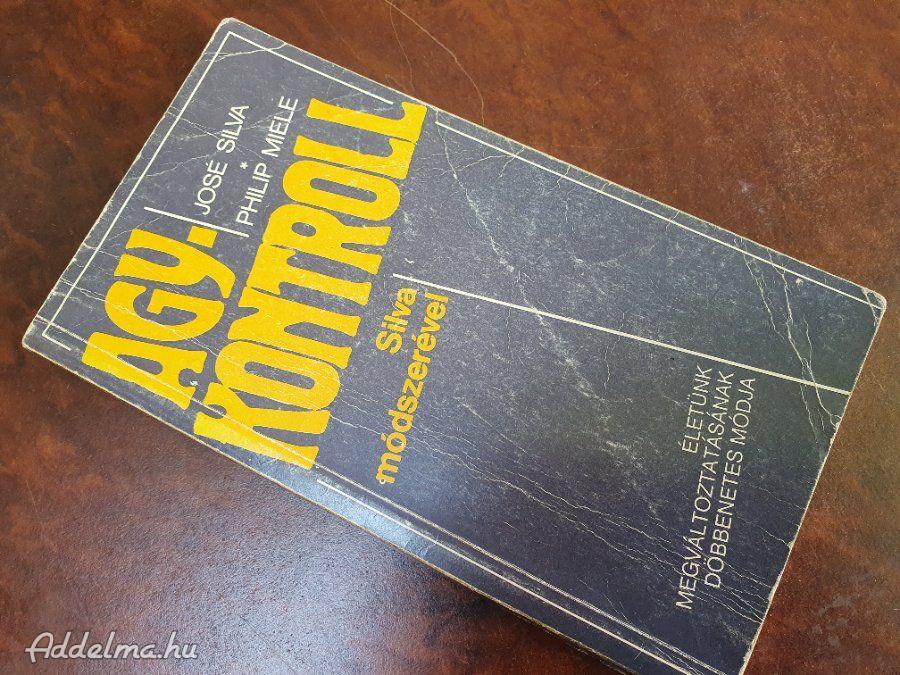 JOSÉ SILVA
*
PHILIP MIELE
AGY-
KONTROLL
Silva
módszerével
ÉLETÜNK
MEGVÁLTOZTATÁSÁNAK
DÖBBENETES MÓDJA
Addelma.hu